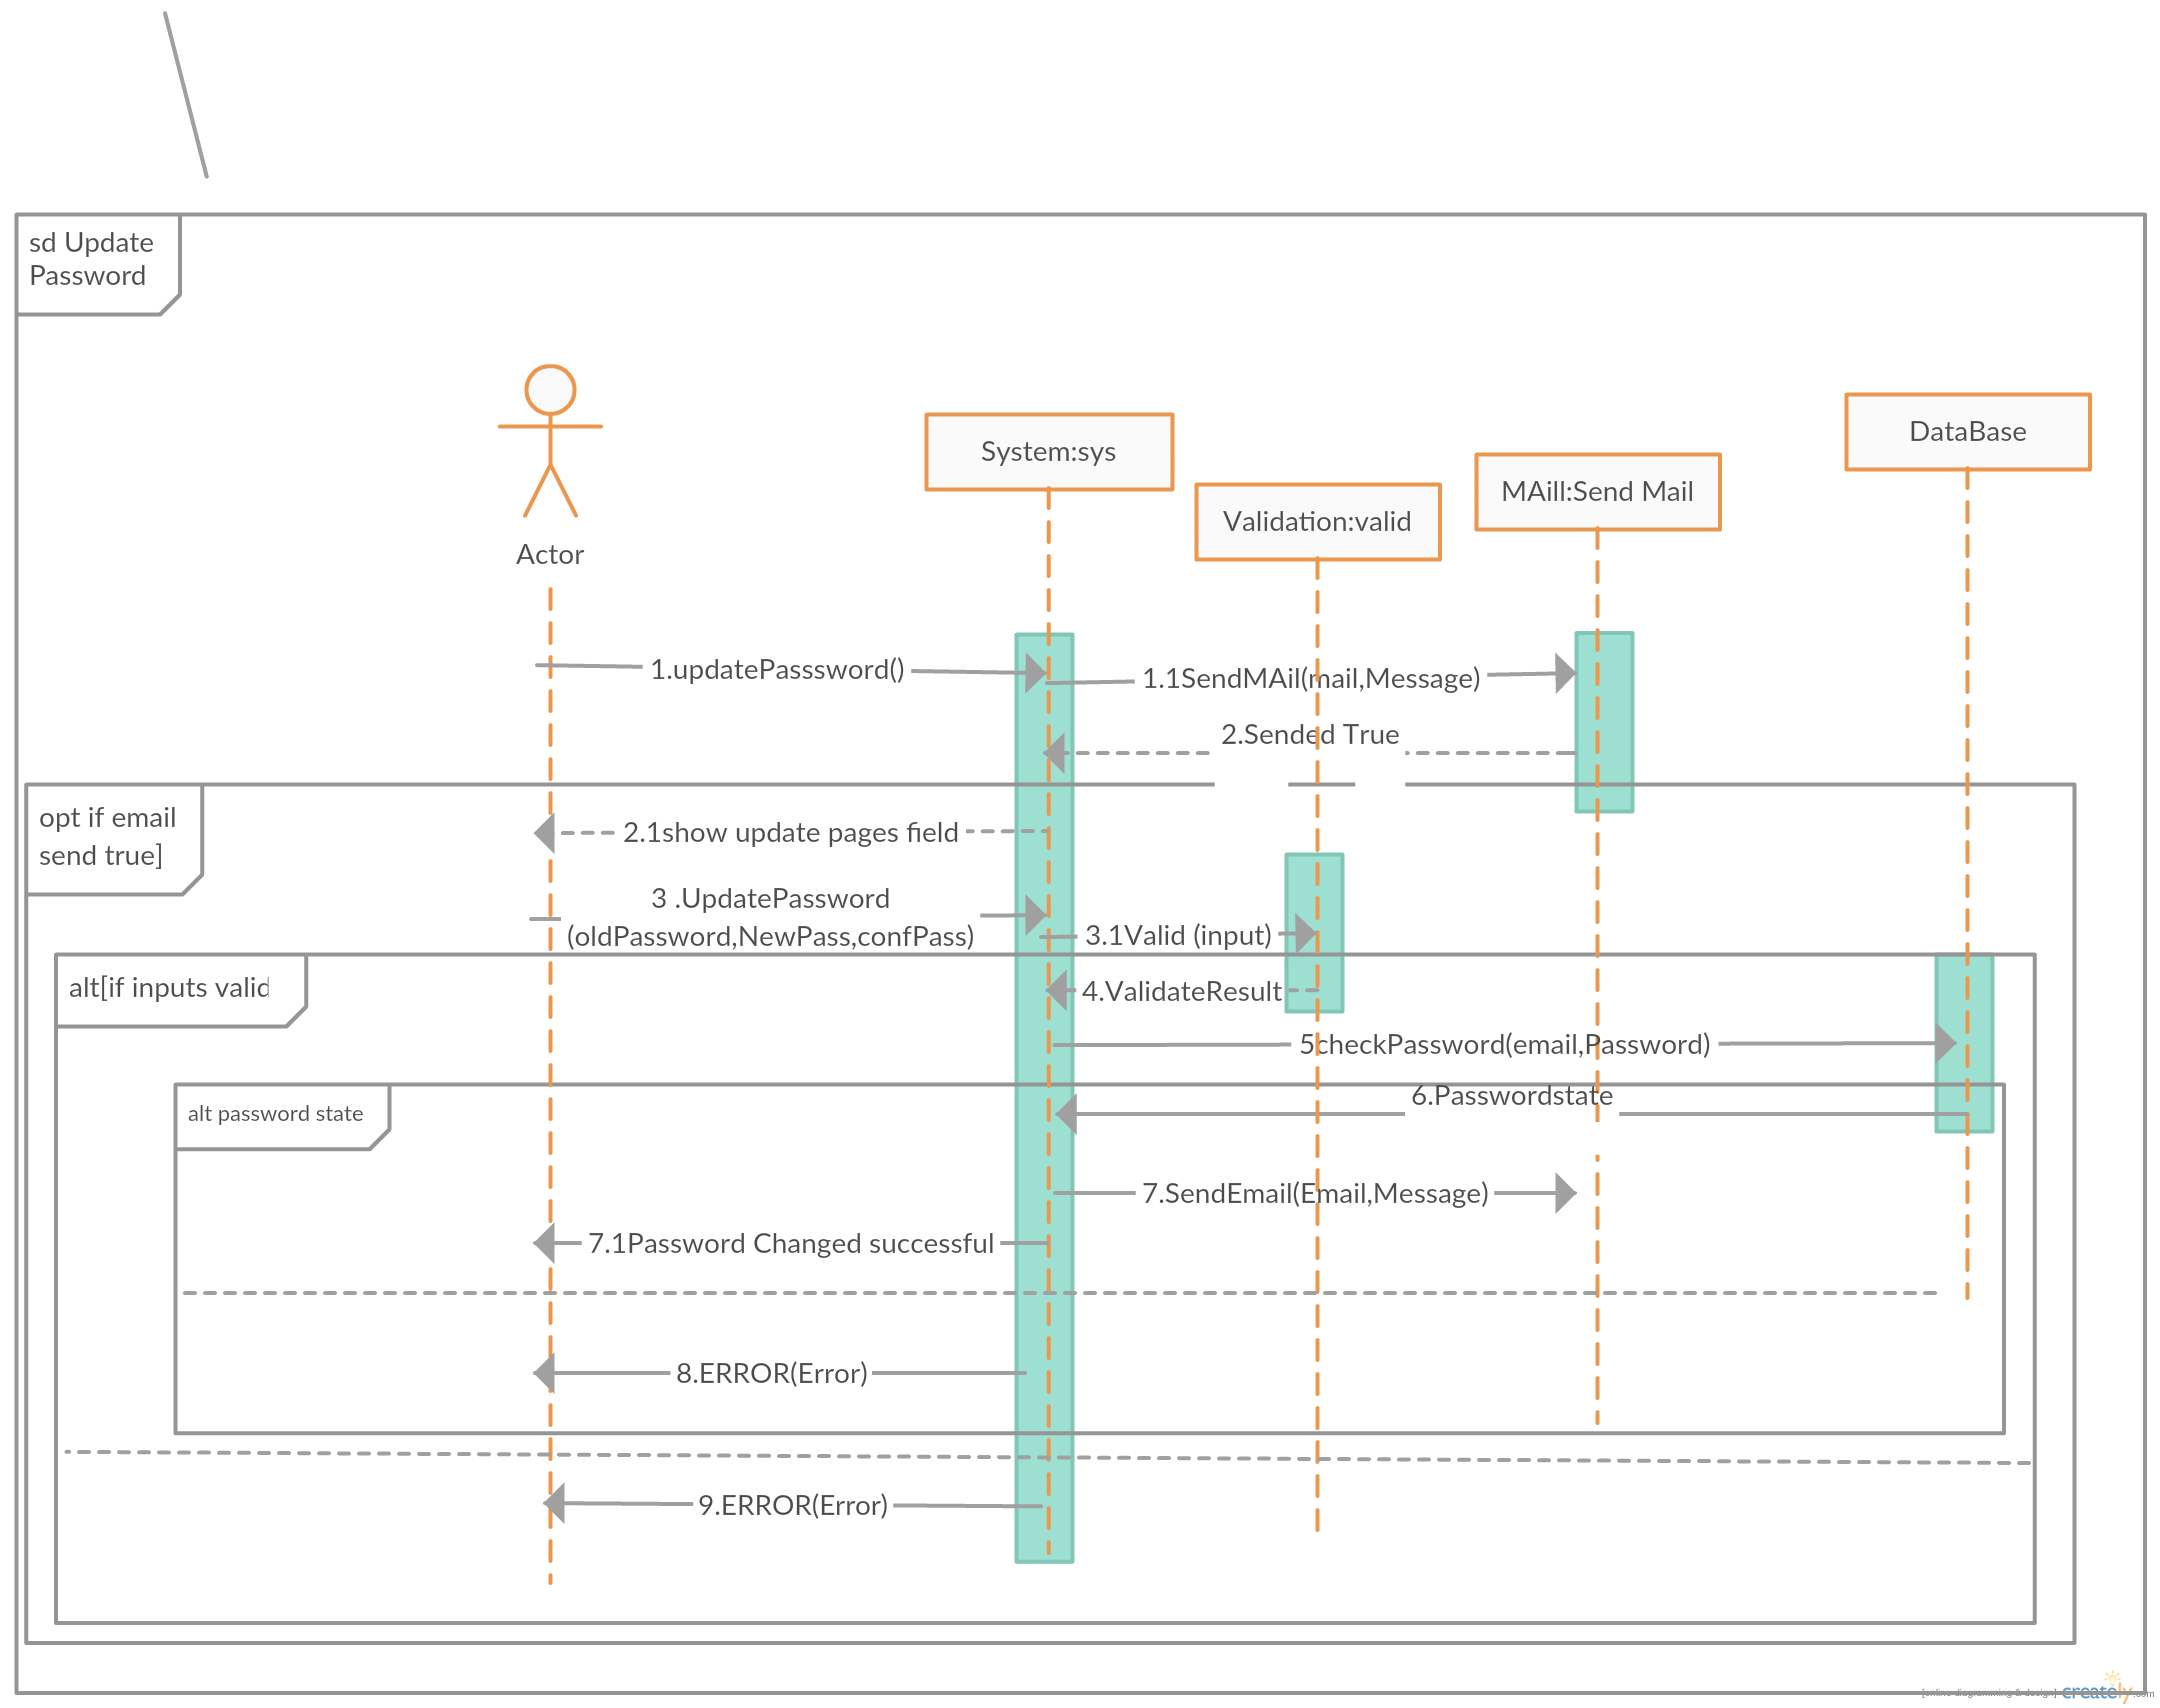 sd Update
Password
Actor
System:sys
Validation:valid
MAill:Send Mail
DataBase
1.updatePasssword()
1.1SendMAil(mail,Message)
2.Sended True
opt if email
send true]
2.1show update pages field
3 .UpdatePassword
(oldPassword,NewPass,confPass)
3.1Valid (input)
alt[if inputs valid
4.ValidateResult
5checkPassword(email,Password)
alt password state
6.Passwordstate
7.SendEmail(Email,Message)
7.1Password Changed successful
8.ERROR(Error)
9.ERROR(Error)
[online diagramming & design] creately.com